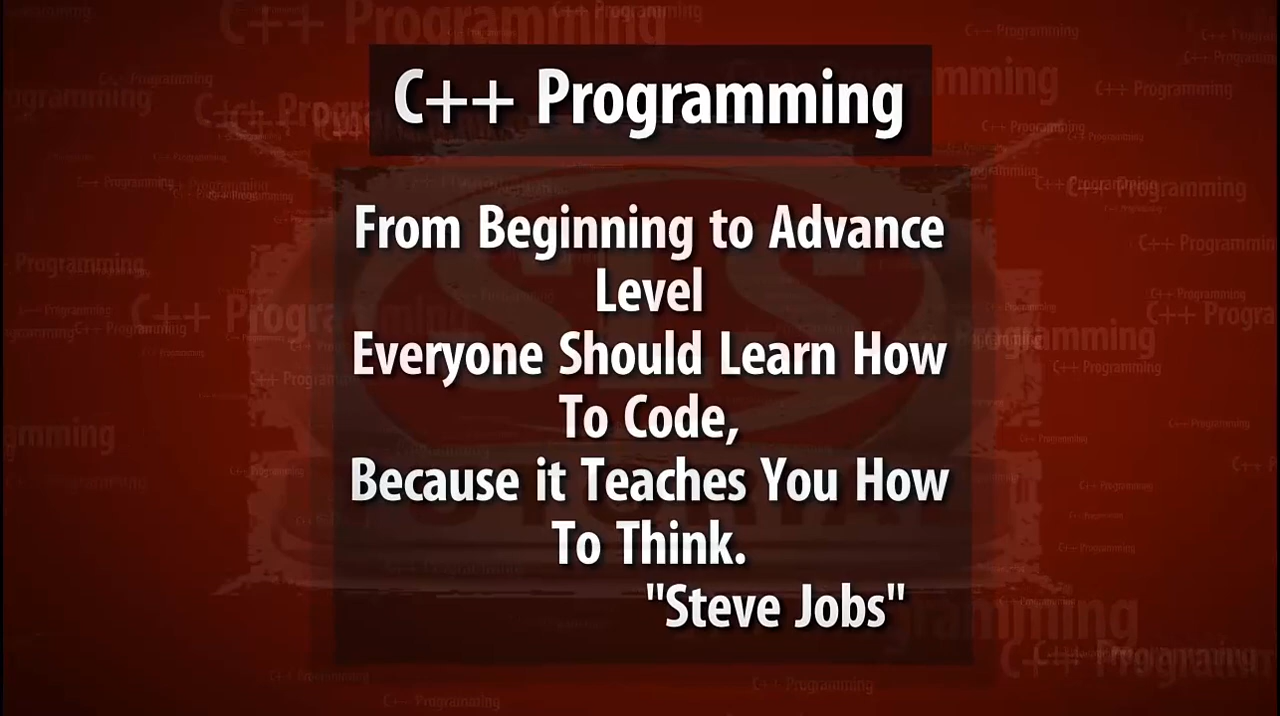 C++ Programming
From Beginning to Advance
Level
Everyone Should Learn How
To Code,
Because it Teaches You How
To Think.
"Steve Jobs"